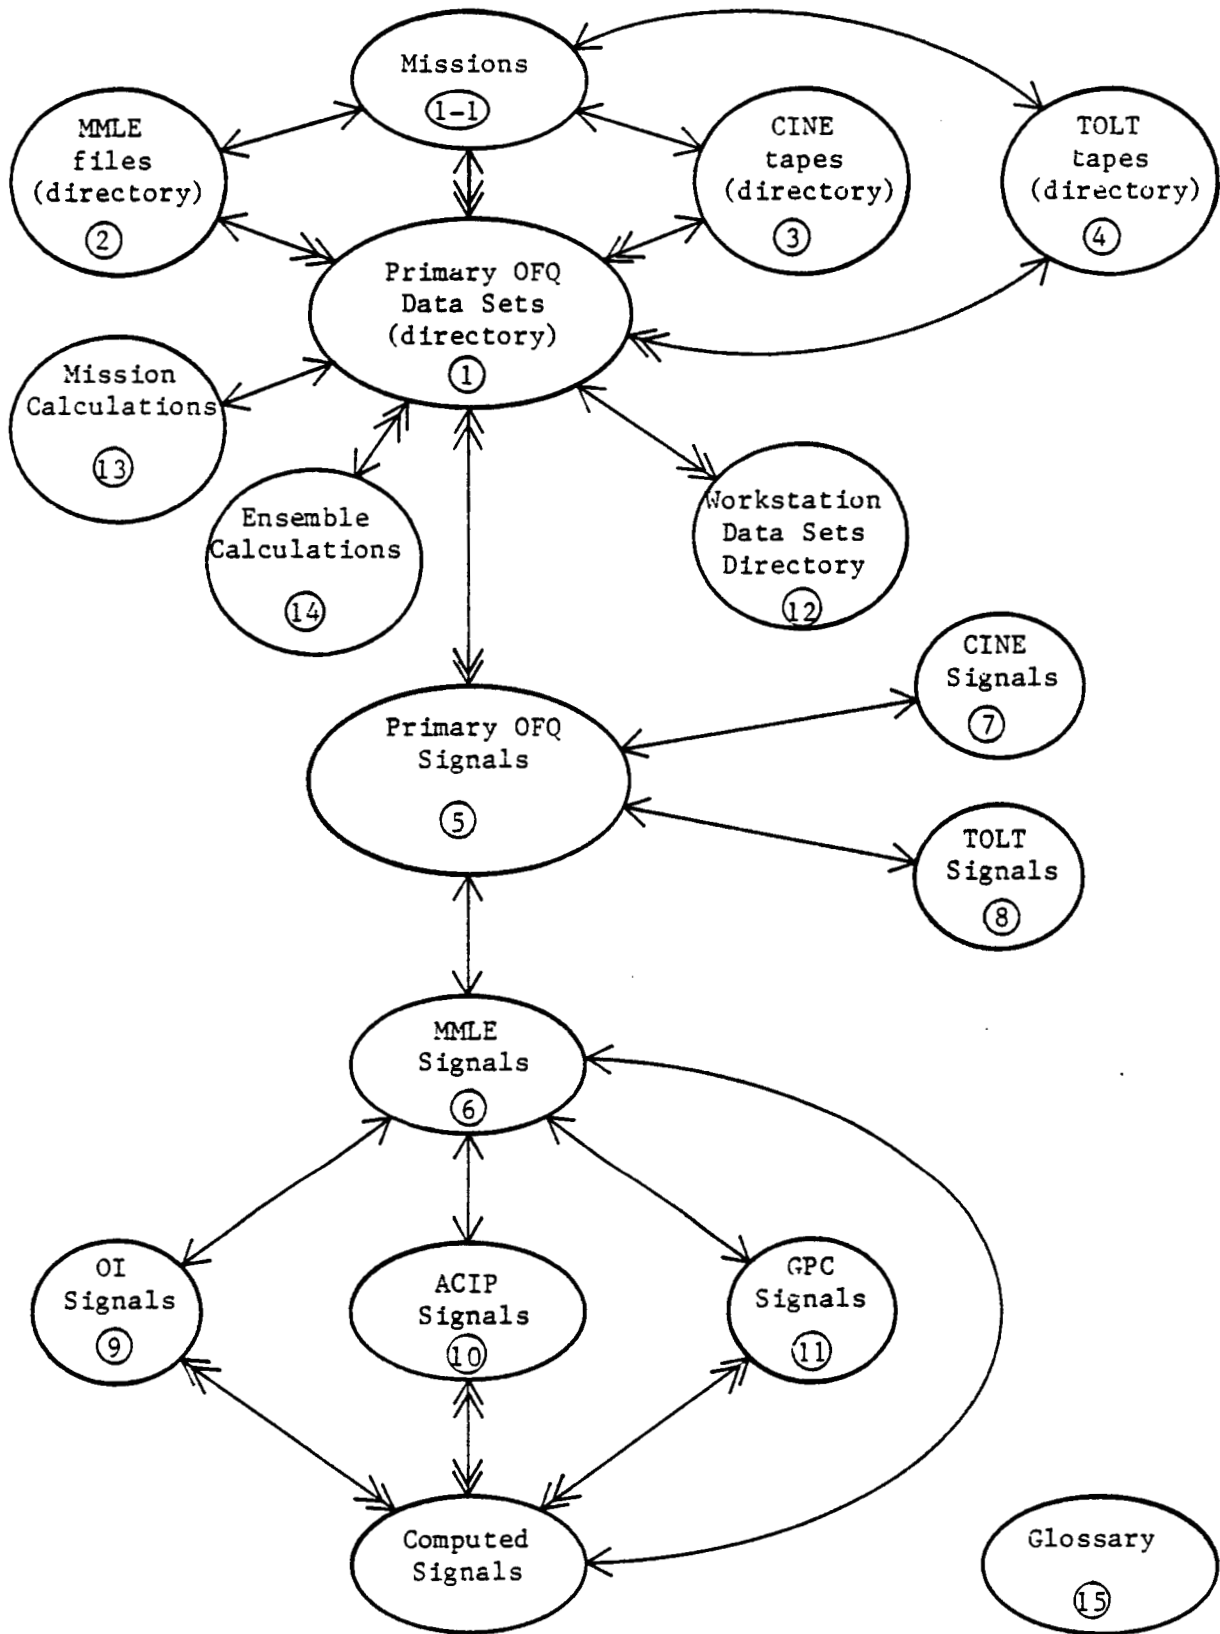 Missions
1-1
MMLE
files
(directory)
2
CINE
tapes
(directory)
3
TOLT
tapes
(directory)
4
Primary OFQ
Data Sets
(directory)
1
Mission
Calculations
13
Ensemble
Calculations
14
Workstation
Data Sets
Directory
12
CINE
Signals
7
Primary OFQ
Signals
5
TOLT
Signals
8
MMLE
Signals
6
OI
Signals
9
ACIP
Signals
10
GPC
Signals
11
Computed
Signals
Glossary
15